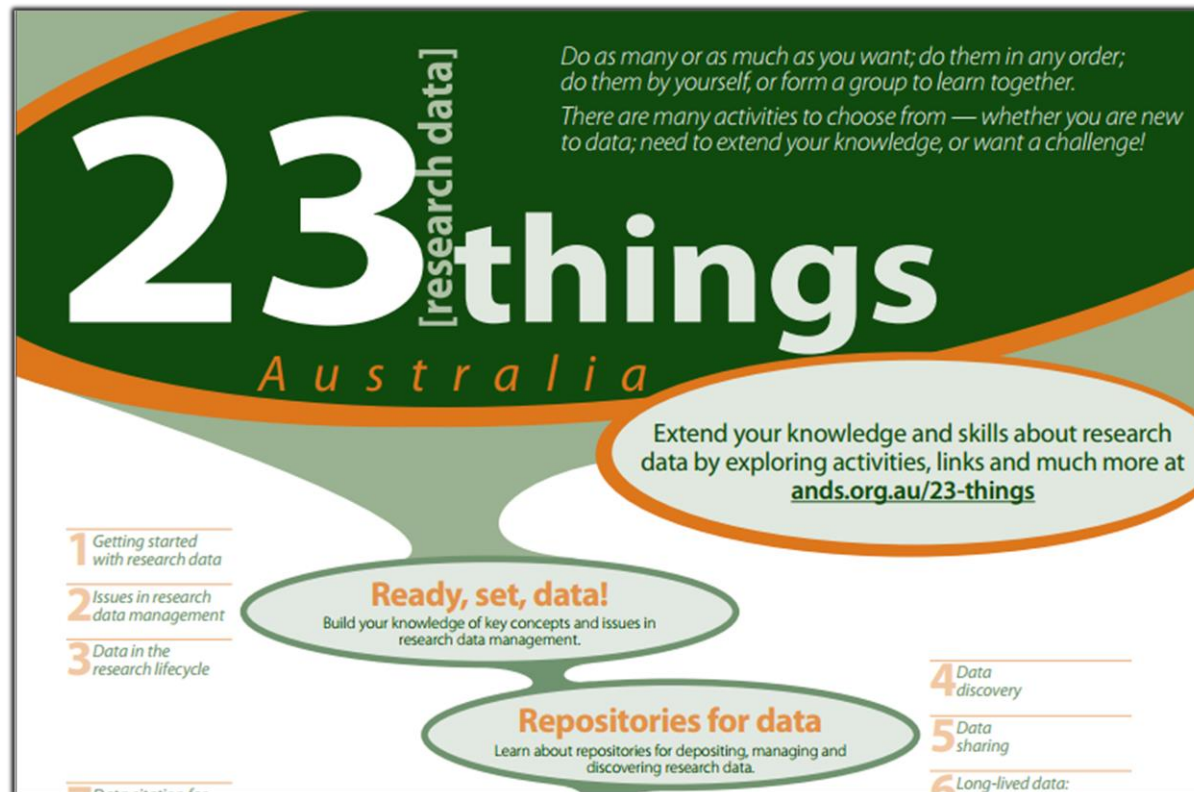 Do as many or as much as you want; do them in any order;
do them by yourself, or form a group to learn together.
There are many activities to choose from — whether you are new
to data; need to extend your knowledge, or want a challenge!
23
[research data]
things
Australia
Extend your knowledge and skills about research
data by exploring activities, links and much more at
ands.org.au/23-things
1 Getting started
with research data
2 Issues in research
data management
3 Data in the
research lifecycle
Ready, set, data!
Build your knowledge of key concepts and issues in
research data management.
4 Data
discovery
5 Data
sharing
6 Long-lived data:
Repositories for data
Learn about repositories for depositing, managing and
discovering research data.
Data citation for